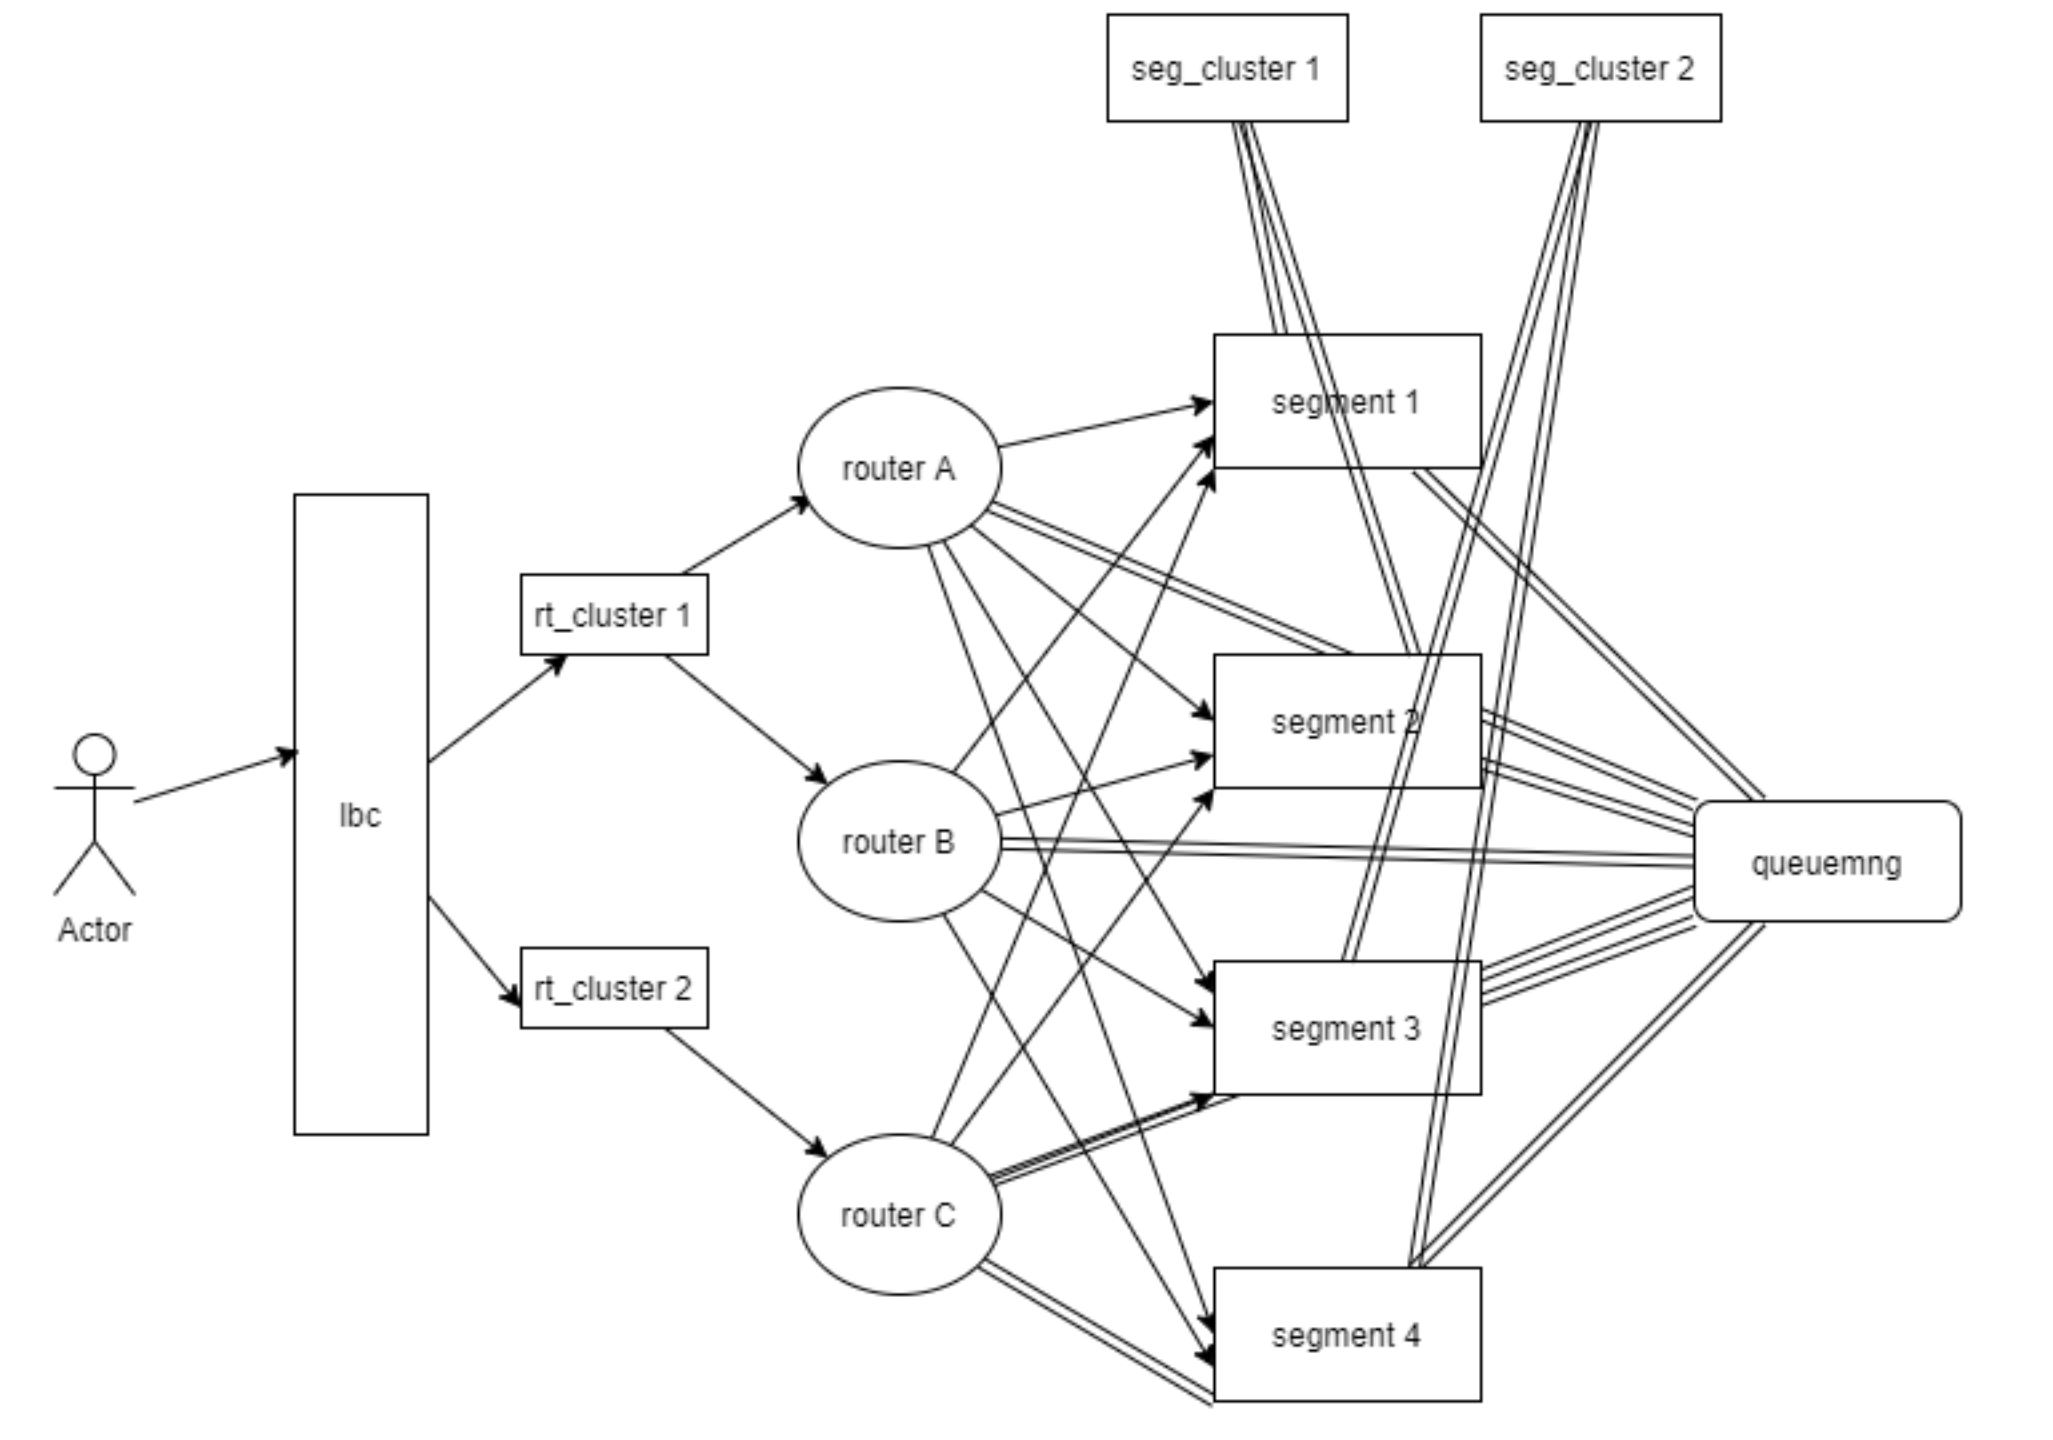 seg_cluster 1
seg_cluster 2
segment 1
router A
rt_cluster 1
segment 2
lbc
router B
queuemng
Actor
rt_cluster 2
segment 3
router C
segment 4